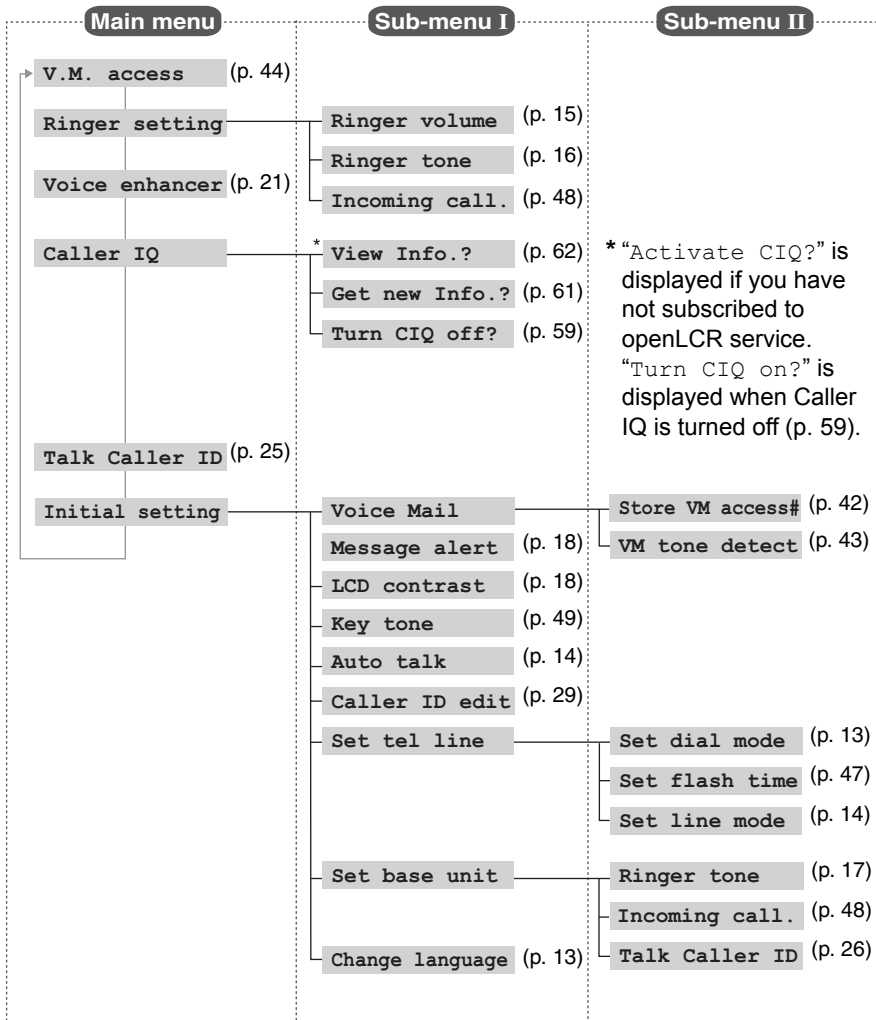 Main menu Sub-menu I Sub-menu II
V.M. access (p. 44)
Ringer setting Ringer volume (p. 15)
Ringer tone (p. 16)
Voice enhancer (p. 21)
Incoming call. (p. 48)
Caller IQ * View Info.? (p. 62)
Get new Info.? (p. 61)
Turn CIQ off? (p. 59)
* "Activate CIQ?" is
displayed if you have
not subscribed to
openLCR service.
"Turn CIQ on?" is
displayed when Caller
IQ is turned off (p. 59).
Talk Caller ID (p. 25)
Initial setting Voice Mail Store VM access# (p. 42)
Message alert (p. 18) VM tone detect (p. 43)
LCD contrast (p. 18)
Key tone (p. 49)
Auto talk (p. 14)
Caller ID edit (p. 29)
Set tel line Set dial mode (p. 13)
Set flash time (p. 47)
Set line mode (p. 14)
Set base unit Ringer tone (p. 17)
Incoming call. (p. 48)
Change language (p. 13) Talk Caller ID (p. 26)